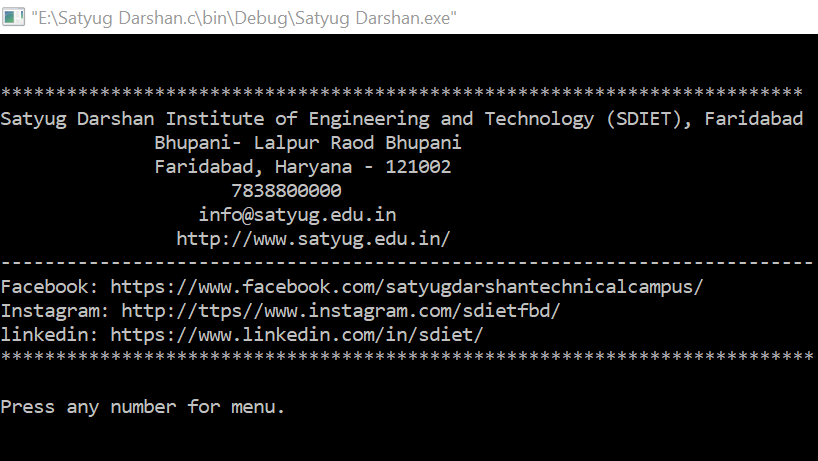 "E:\Satyug Darshan.c\bin\Debug\Satyug Darshan.exe"
*************************************************************************
Satyug Darshan Institute of Engineering and Technology (SDIET), Faridabad
Bhupani- Lalpur Raod Bhupani
Faridabad, Haryana - 121002
7838800000
info@satyug.edu.in
http://www.satyug.edu.in/
--------------------------------------------------------------------------
Facebook: https://www.facebook.com/satyugdarshantechnicalcampus/
Instagram: http://ttps//www.instagram.com/sdietfbd/
linkedin: https://www.linkedin.com/in/sdiet/
**************************************************************************
Press any number for menu.